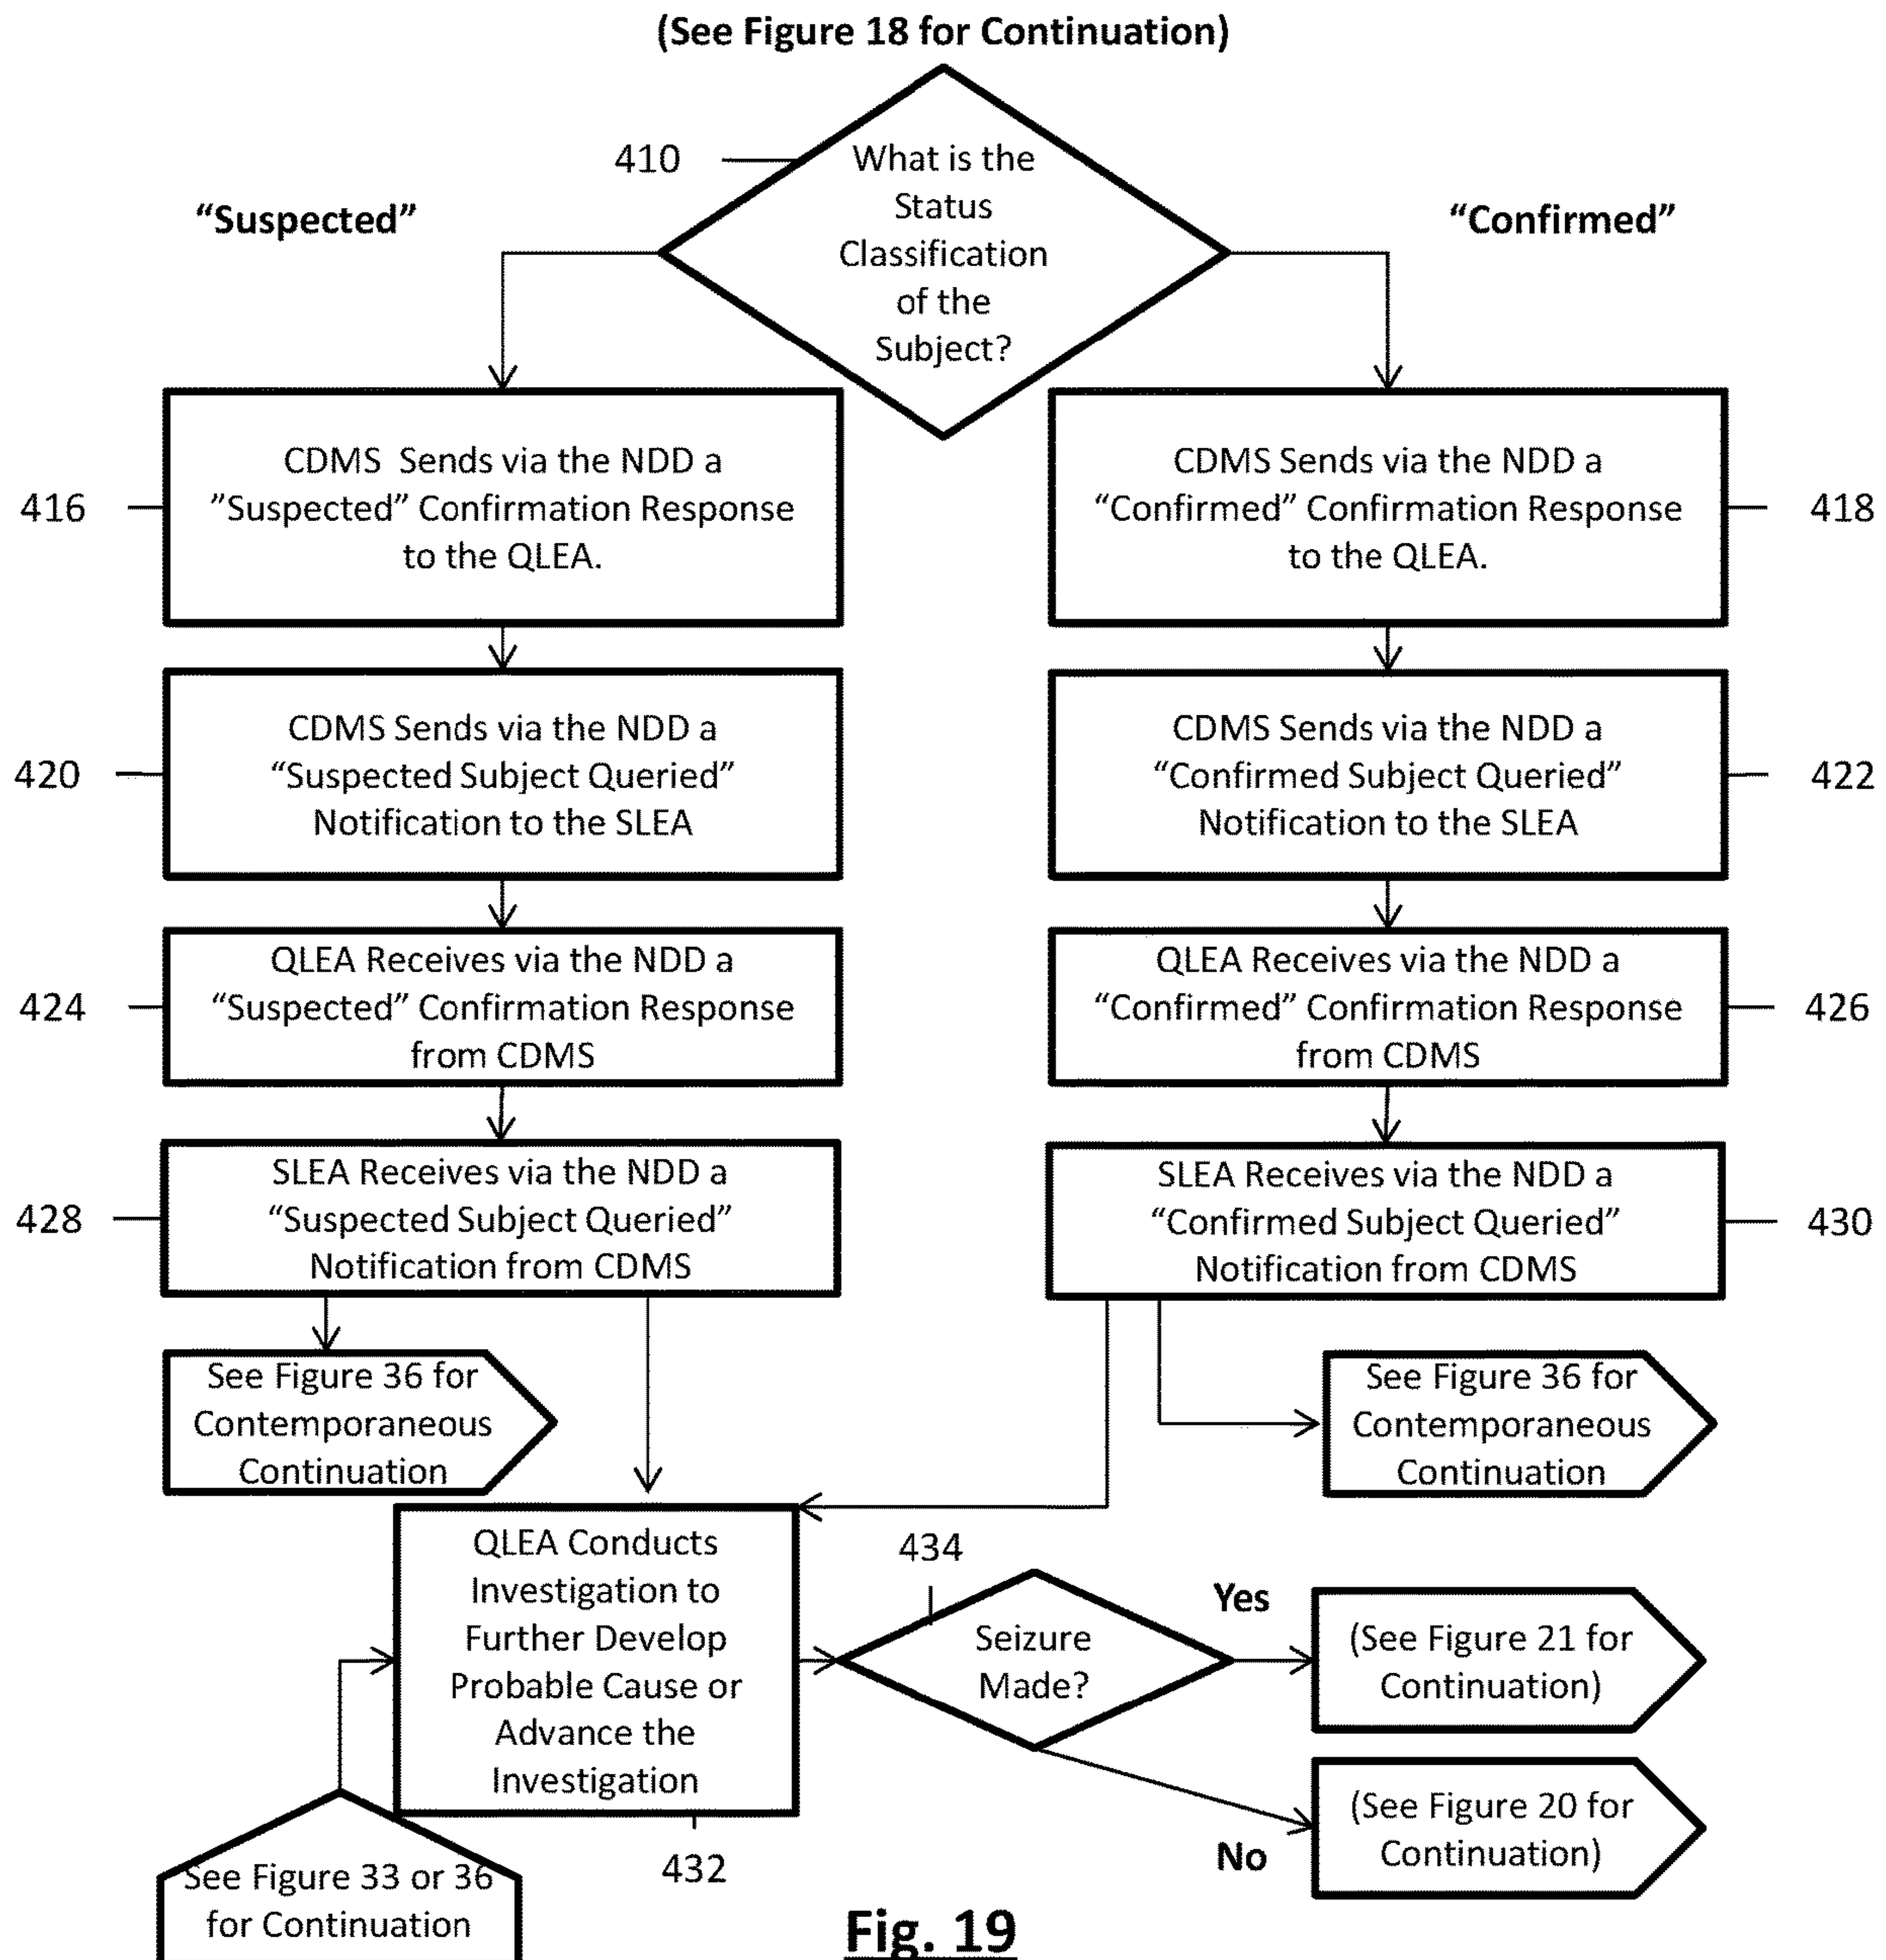 (See Figure 18 for Continuation)
410
What is the
Status
Classification
of the
Subject?
“Suspected”
“Confirmed”
416
CDMS Sends via the NDD a
”Suspected” Confirmation Response
to the QLEA.
CDMS Sends via the NDD a
“Confirmed” Confirmation Response
to the QLEA.
418
420
CDMS Sends via the NDD a
“Suspected Subject Queried”
Notification to the SLEA
CDMS Sends via the NDD a
“Confirmed Subject Queried”
Notification to the SLEA
422
424
QLEA Receives via the NDD a
“Suspected” Confirmation Response
from CDMS
QLEA Receives via the NDD a
“Confirmed” Confirmation Response
from CDMS
426
428
SLEA Receives via the NDD a
“Suspected Subject Queried”
Notification from CDMS
SLEA Receives via the NDD a
“Confirmed Subject Queried”
Notification from CDMS
430
See Figure 36 for
Contemporaneous
Continuation
See Figure 36 for
Contemporaneous
Continuation
QLEA Conducts
Investigation to
Further Develop
Probable Cause or
Advance the
Investigation
432
434
Seizure
Made?
Yes
(See Figure 21 for
Continuation)
No
(See Figure 20 for
Continuation)
See Figure 33 or 36
for Continuation
Fig. 19